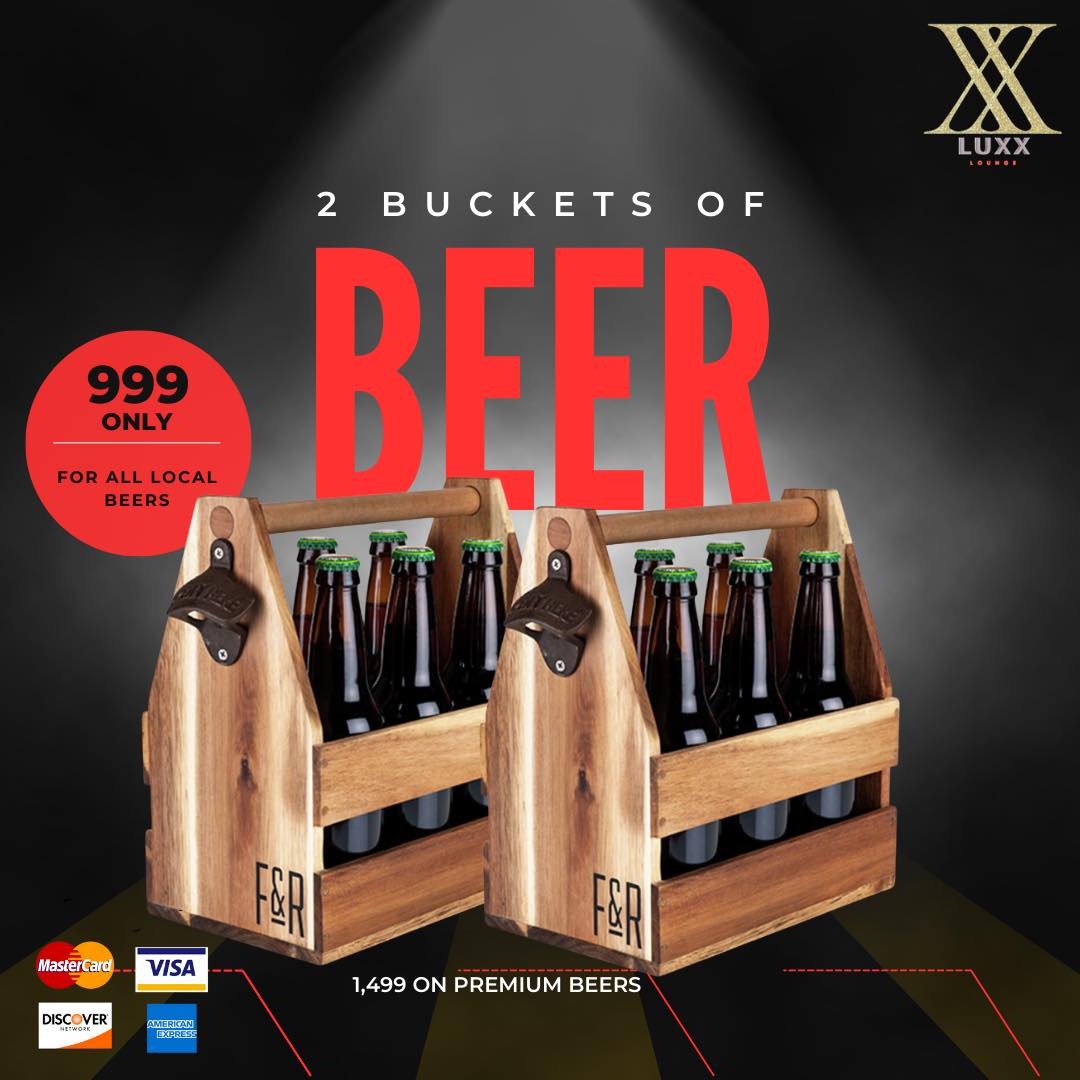 LUXX
LOUNGE
2 BUCKETS OF
BEER
999
ONLY
FOR ALL LOCAL
BEERS
F&R
F&R
MasterCard
VISA
1,499 ON PREMIUM BEERS
DISCOVER
NETWORK
AMERICAN
EXPRESS